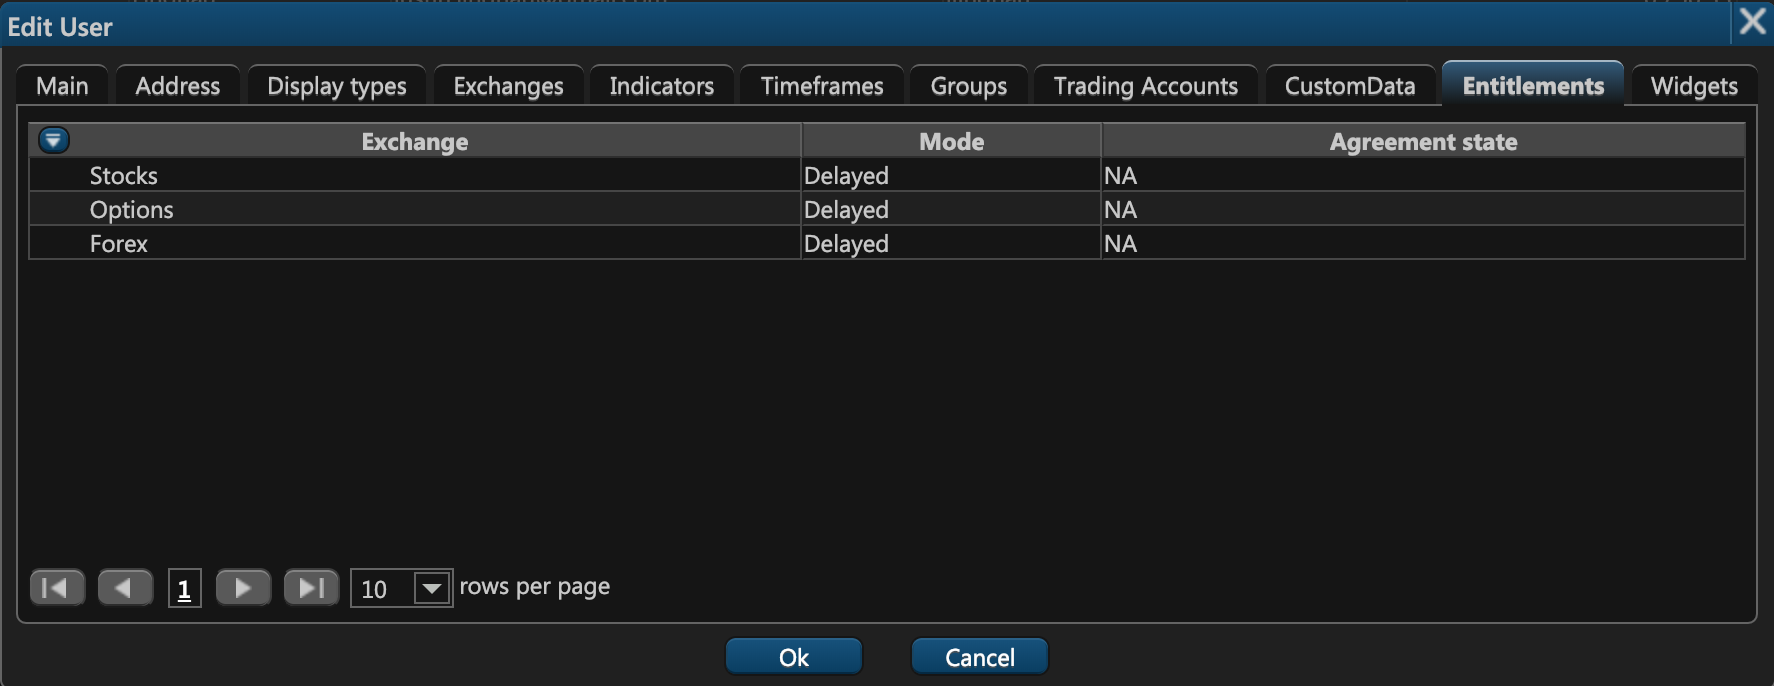 Edit User
Main Address Display types Exchanges Indicators Timeframes Groups Trading Accounts CustomData Entitlements Widgets
Exchange Mode Agreement state
Stocks Delayed NA
Options Delayed NA
Forex Delayed NA
1 10 rows per page
Ok Cancel